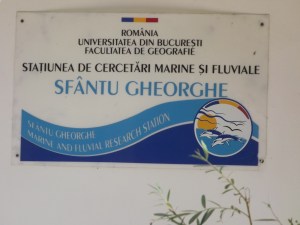 ROMÂNIA
UNIVERSITATEA DIN BUCUREȘTI
FACULTATEA DE GEOGRAFIE
STAȚIUNEA DE CERCETĂRI MARINE ȘI FLUVIALE
SFÂNTU GHEORGHE
SFÂNTU GHEORGHE
MARINE AND FLUVIAL RESEARCH STATION